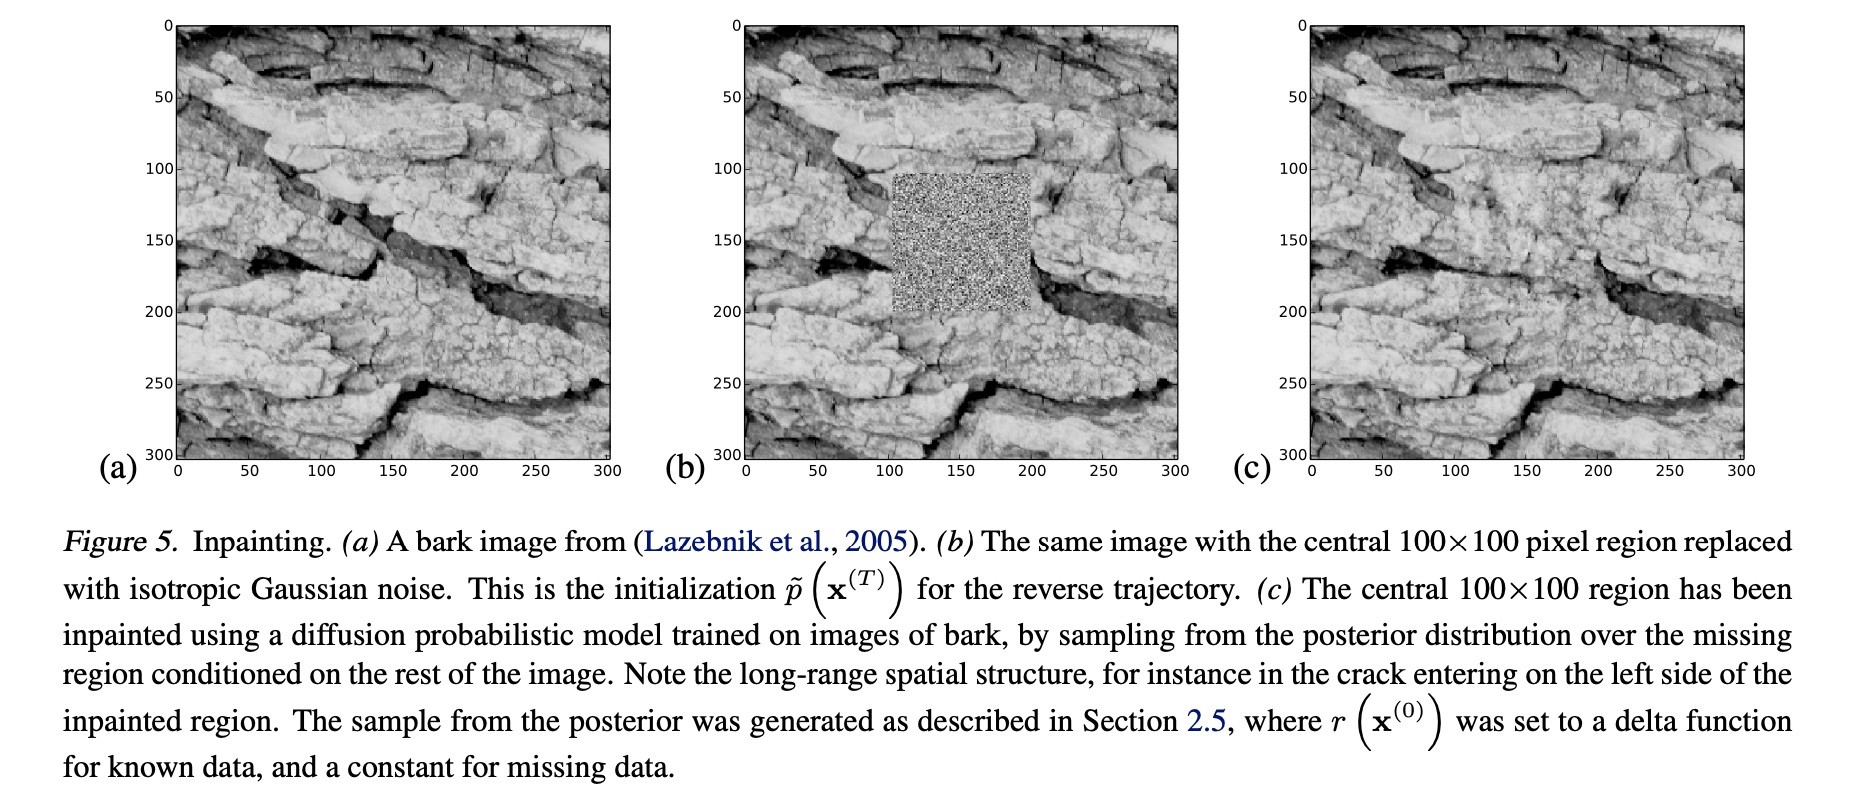 0
50
100
150
200
250
300
0 50 100 150 200 250 300
(a)
0
50
100
150
200
250
300
0 50 100 150 200 250 300
(b)
0
50
100
150
200
250
300
0 50 100 150 200 250 300
(c)
Figure 5. Inpainting. (a) A bark image from (Lazebnik et al., 2005). (b) The same image with the central 100×100 pixel region replaced
with isotropic Gaussian noise. This is the initialization p̃ (x^(T)) for the reverse trajectory. (c) The central 100×100 region has been
inpainted using a diffusion probabilistic model trained on images of bark, by sampling from the posterior distribution over the missing
region conditioned on the rest of the image. Note the long-range spatial structure, for instance in the crack entering on the left side of the
inpainted region. The sample from the posterior was generated as described in Section 2.5, where r (x^(0)) was set to a delta function
for known data, and a constant for missing data.